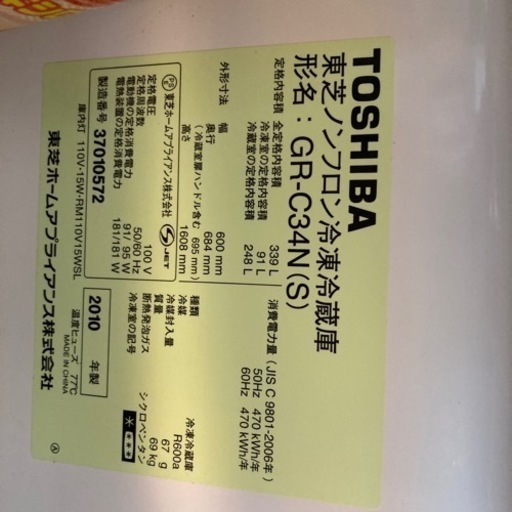 TOSHIBA
東芝ノンフロン冷凍冷蔵庫
形名：GR-C34N(S)
定格内容積 全定格内容積 339 L
冷凍室の定格内容積 91 L
冷蔵室の定格内容積 248 L
外形寸法 幅 600 mm
奥行 684 mm
(冷蔵室扉ハンドル含む 695 mm)
高さ 1608 mm
PS E 東芝ホームアプライアンス株式会社 S JET
定格電圧 100 V
定格周波数 50/60 Hz
電動機の定格消費電力 91/ 95 W
電熱装置の定格消費電力 181/181 W
製造番号 37010572
庫内灯 110V-15W-RM110V15WSL
消費電力量 (JIS C 9801-2006年)
50Hz 470 kWh/年
60Hz 470 kWh/年
種類 冷凍冷蔵庫
冷媒 R600a
冷媒封入量 67 g
質量 69 kg
断熱発泡ガス シクロペンタン
冷凍室の記号 ****
2010 年製
温度ヒューズ 77℃
MADE IN CHINA
東芝ホームアプライアンス株式会社
Ⓐ